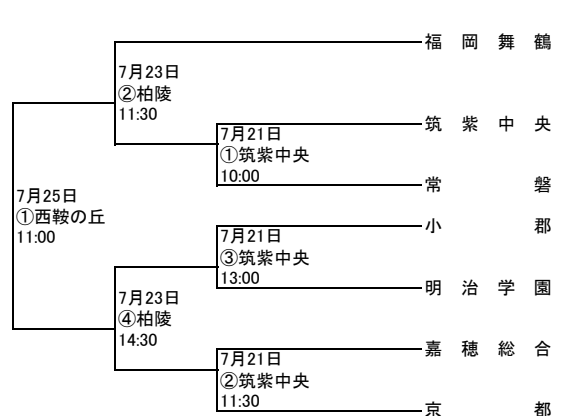 福岡舞鶴
7月23日
②柏陵
11:30
筑紫中央
7月21日
①筑紫中央
10:00
常磐
7月25日
①西鞍の丘
11:00
小郡
7月21日
③筑紫中央
13:00
明治学園
7月23日
④柏陵
14:30
嘉穂総合
7月21日
②筑紫中央
11:30
京都